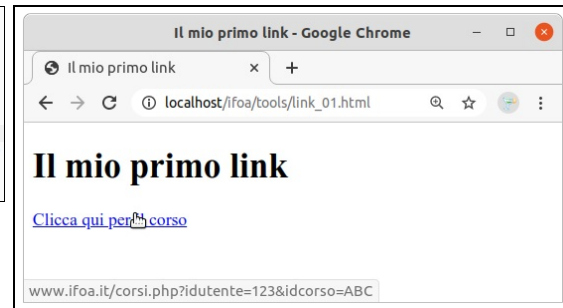 Il mio primo link - Google Chrome
Il mio primo link
localhost/ifoa/tools/link_01.html
Il mio primo link
Clicca qui per corso
www.ifoa.it/corsi.php?idutente=123&idcorso=ABC